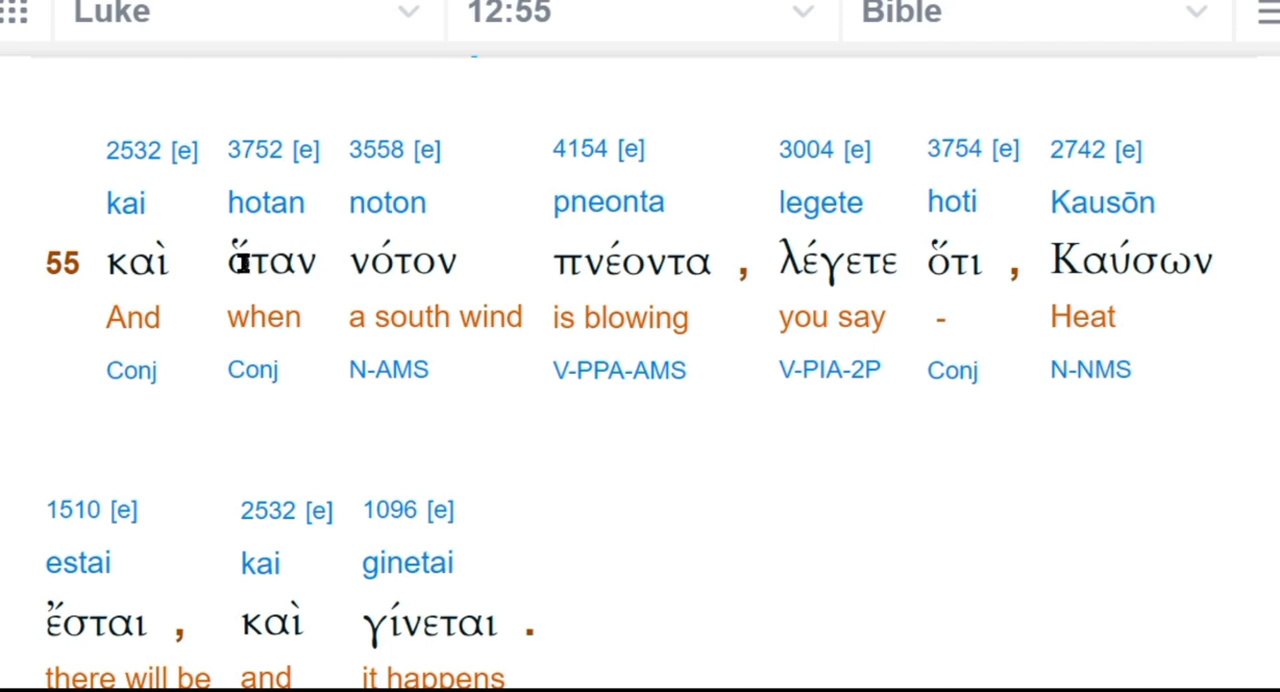 Luke 12:55 Bible
2532 [e] 3752 [e] 3558 [e] 4154 [e] 3004 [e] 3754 [e] 2742 [e]
kai hotan noton pneonta legete hoti Kausōn
55 καὶ ὅταν νότον πνέοντα , λέγετε ὅτι , Καύσων
And when a south wind is blowing you say - Heat
Conj Conj N-AMS V-PPA-AMS V-PIA-2P Conj N-NMS
1510 [e] 2532 [e] 1096 [e]
estai kai ginetai
ἔσται , καὶ γίνεται .
there will be and it happens